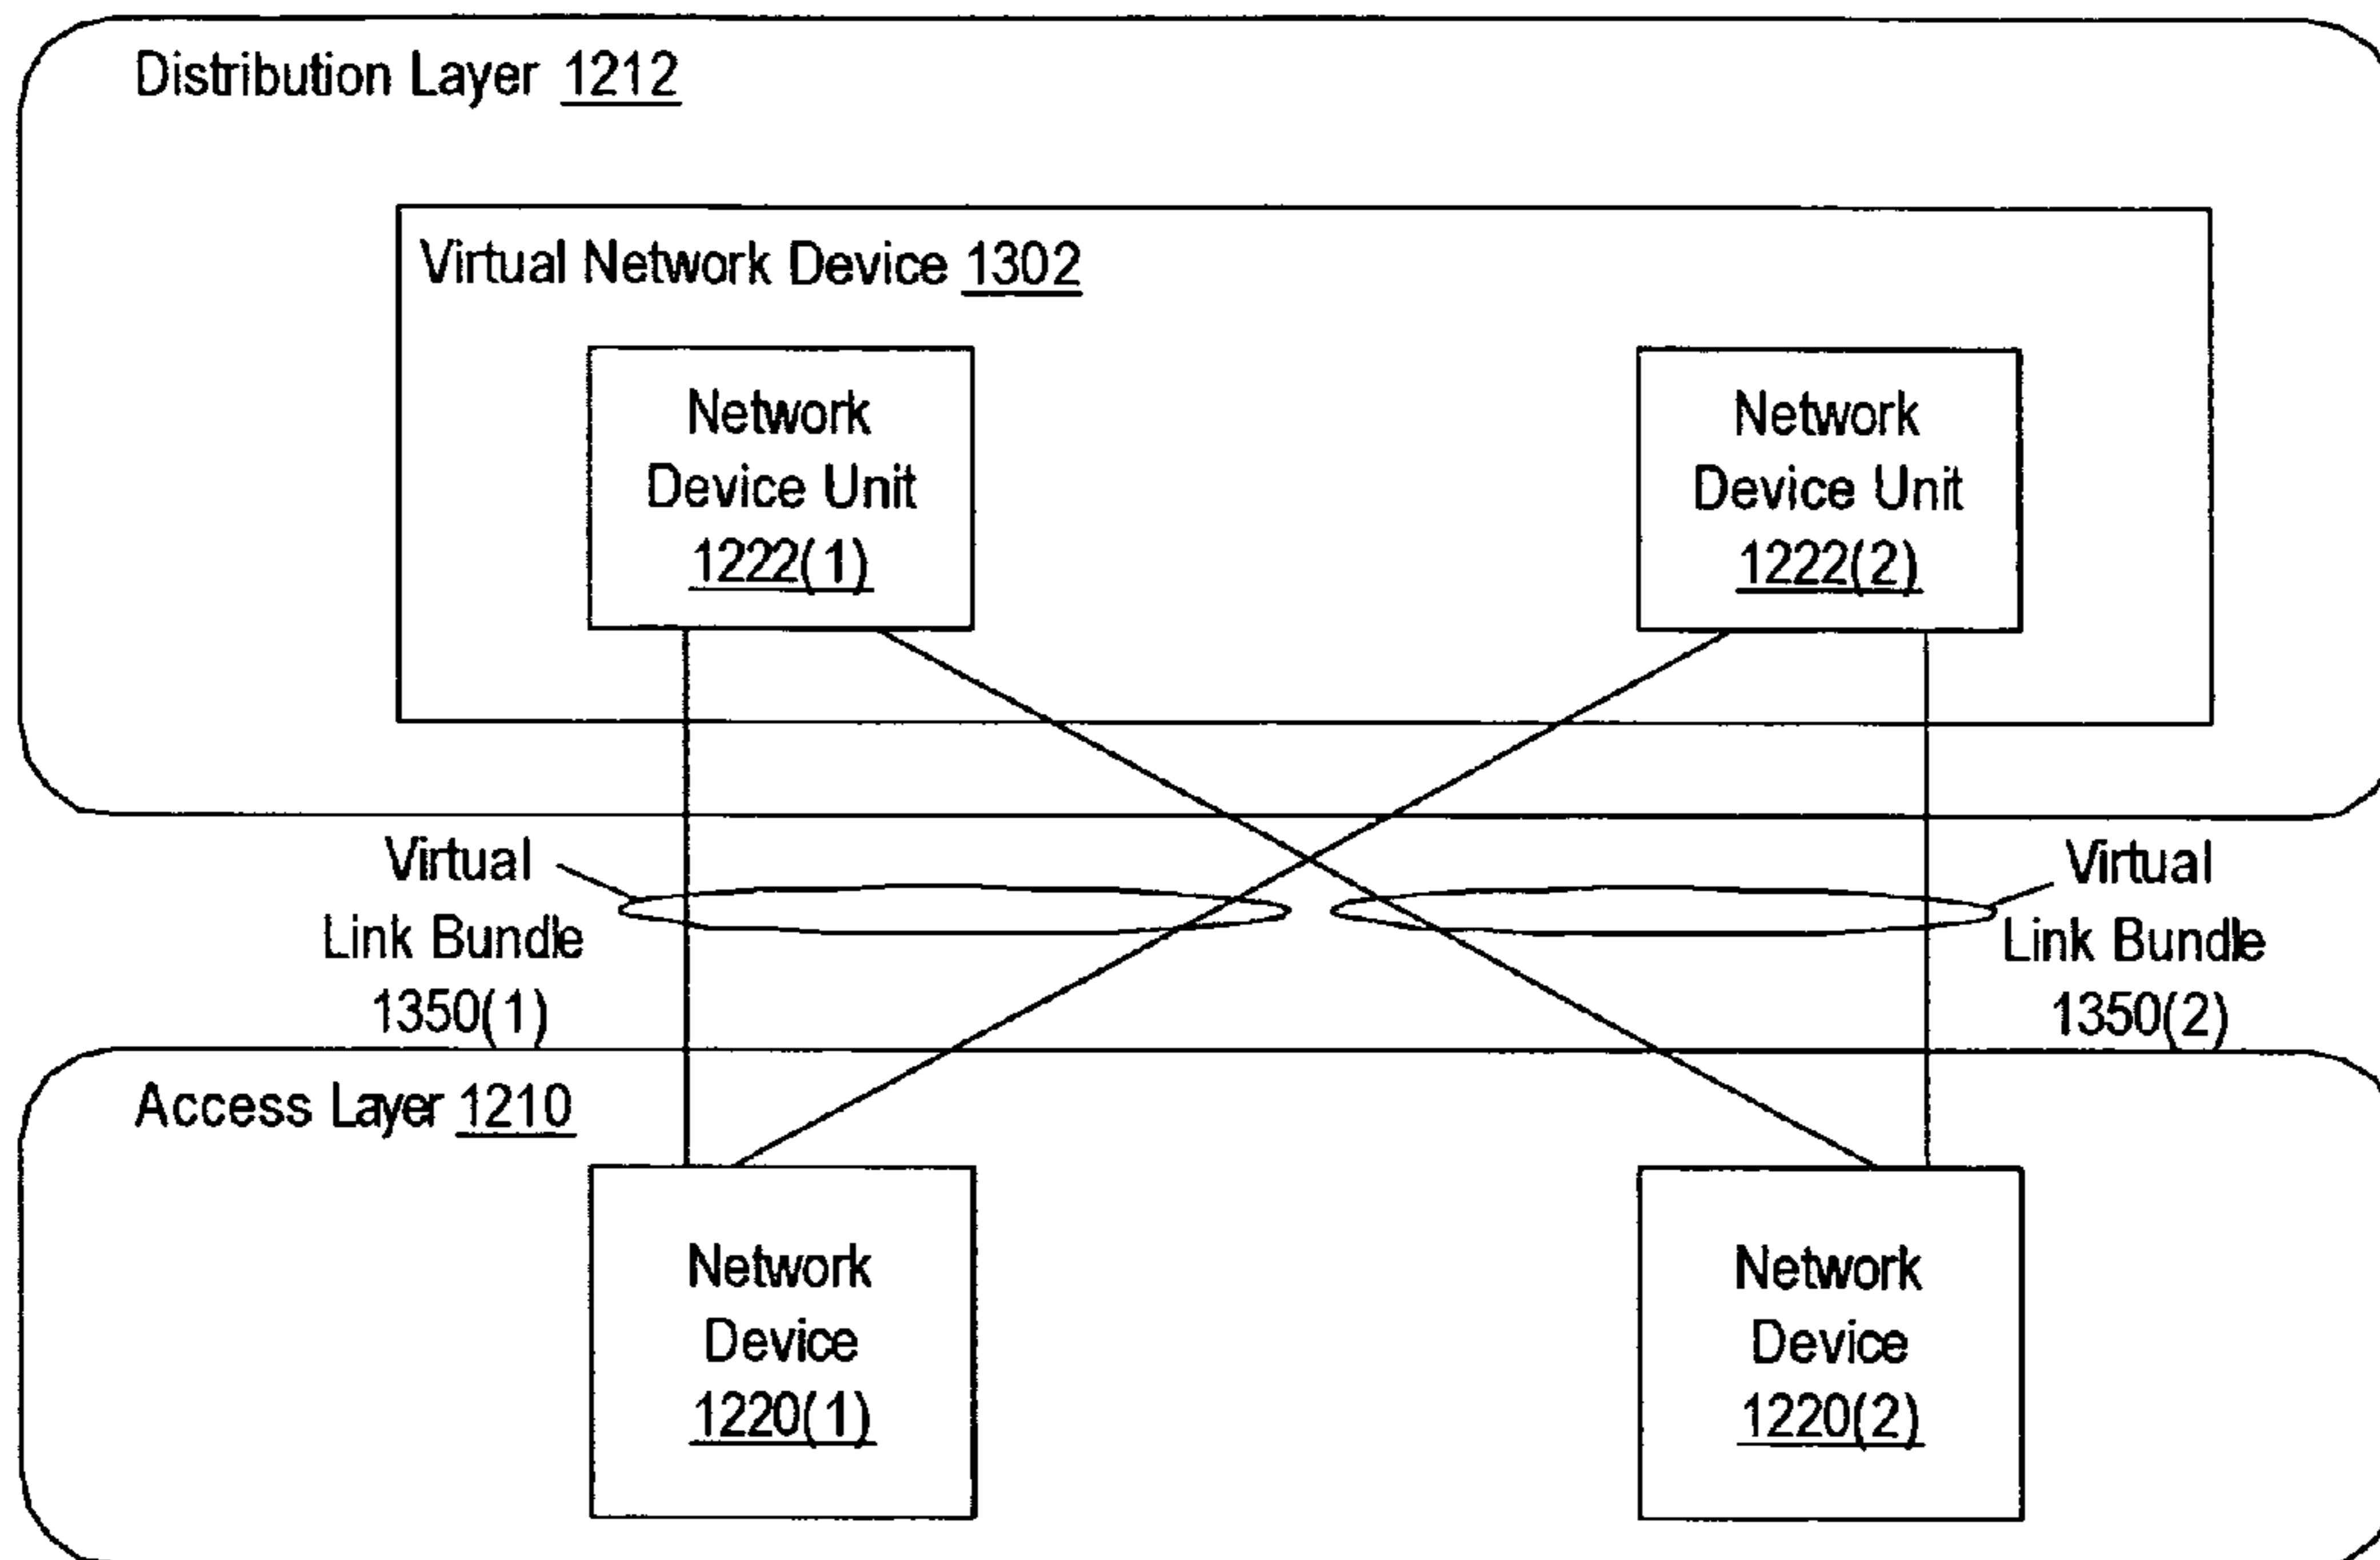 Distribution Layer 1212
Virtual Network Device 1302
Network
Device Unit
1222(1)
Network
Device Unit
1222(2)
Virtual
Link Bundle
1350(1)
Virtual
Link Bundle
1350(2)
Access Layer 1210
Network
Device
1220(1)
Network
Device
1220(2)